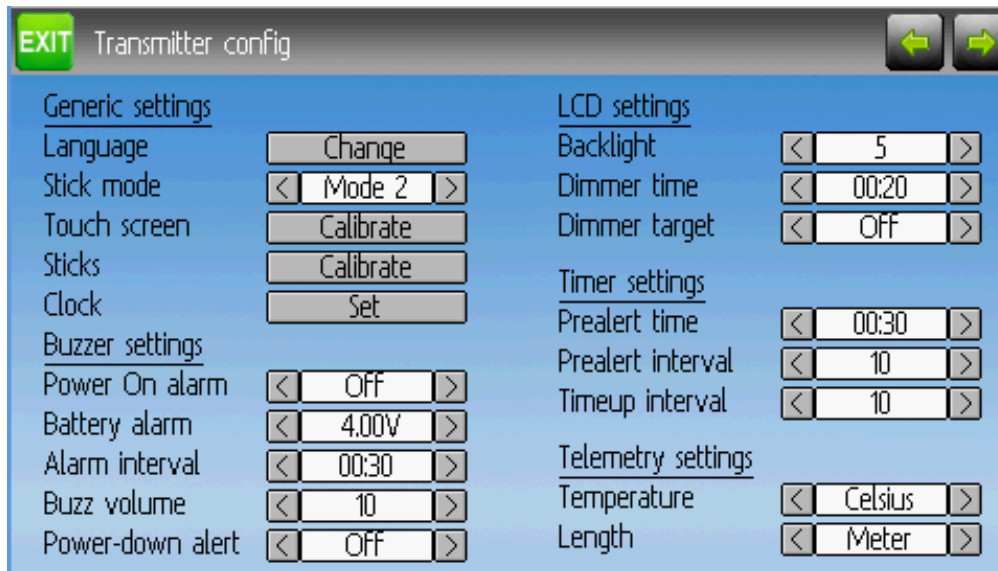 EXIT Transmitter config
Generic settings
Language Change
Stick mode < Mode 2 >
Touch screen Calibrate
Sticks Calibrate
Clock Set
Buzzer settings
Power On alarm < Off >
Battery alarm < 4.00V >
Alarm interval < 00:30 >
Buzz volume < 10 >
Power-down alert < Off >
LCD settings
Backlight < 5 >
Dimmer time < 00:20 >
Dimmer target < Off >
Timer settings
Prealert time < 00:30 >
Prealert interval < 10 >
Timeup interval < 10 >
Telemetry settings
Temperature < Celsius >
Length < Meter >